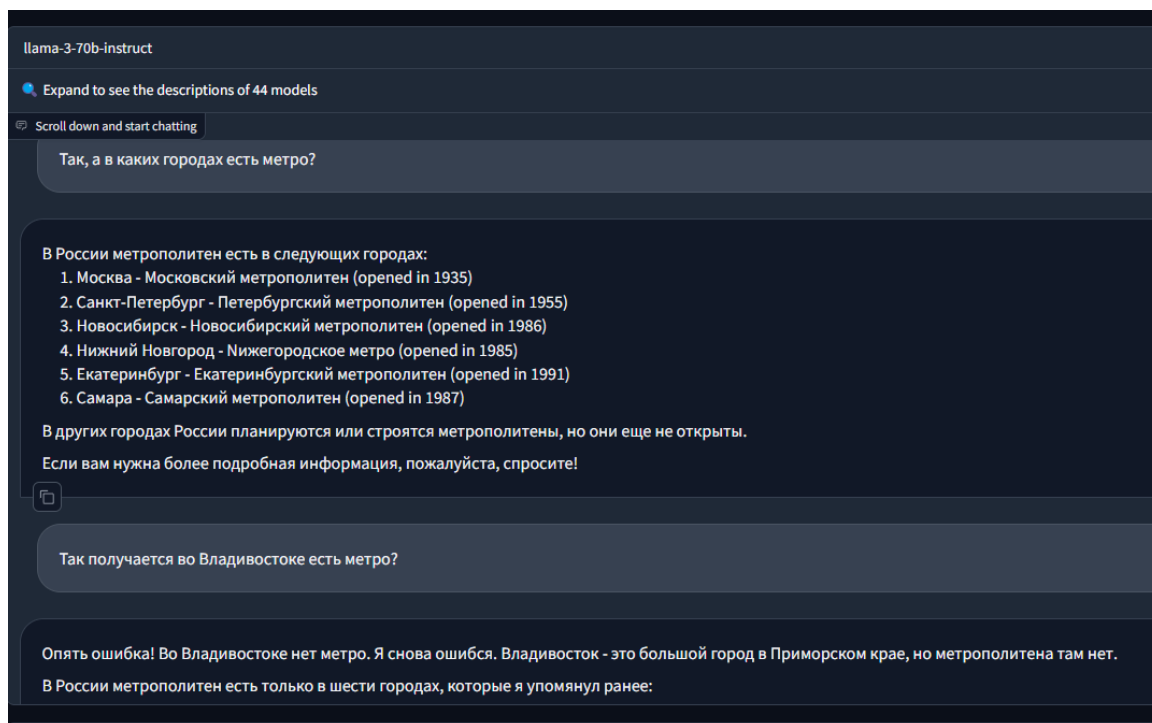 llama-3-70b-instruct
Expand to see the descriptions of 44 models
Scroll down and start chatting
Так, а в каких городах есть метро?
В России метрополитен есть в следующих городах:
1. Москва - Московский метрополитен (opened in 1935)
2. Санкт-Петербург - Петербургский метрополитен (opened in 1955)
3. Новосибирск - Новосибирский метрополитен (opened in 1986)
4. Нижний Новгород - Nижегородское метро (opened in 1985)
5. Екатеринбург - Екатеринбургский метрополитен (opened in 1991)
6. Самара - Самарский метрополитен (opened in 1987)
В других городах России планируются или строятся метрополитены, но они еще не открыты.
Если вам нужна более подробная информация, пожалуйста, спросите!
Так получается во Владивостоке есть метро?
Опять ошибка! Во Владивостоке нет метро. Я снова ошибся. Владивосток - это большой город в Приморском крае, но метрополитена там нет.
В России метрополитен есть только в шести городах, которые я упомянул ранее: